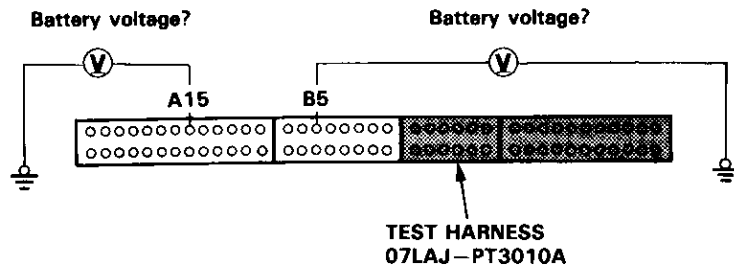 Battery voltage? Battery voltage?
V V
A15 B5
TEST HARNESS
07LAJ-PT3010A